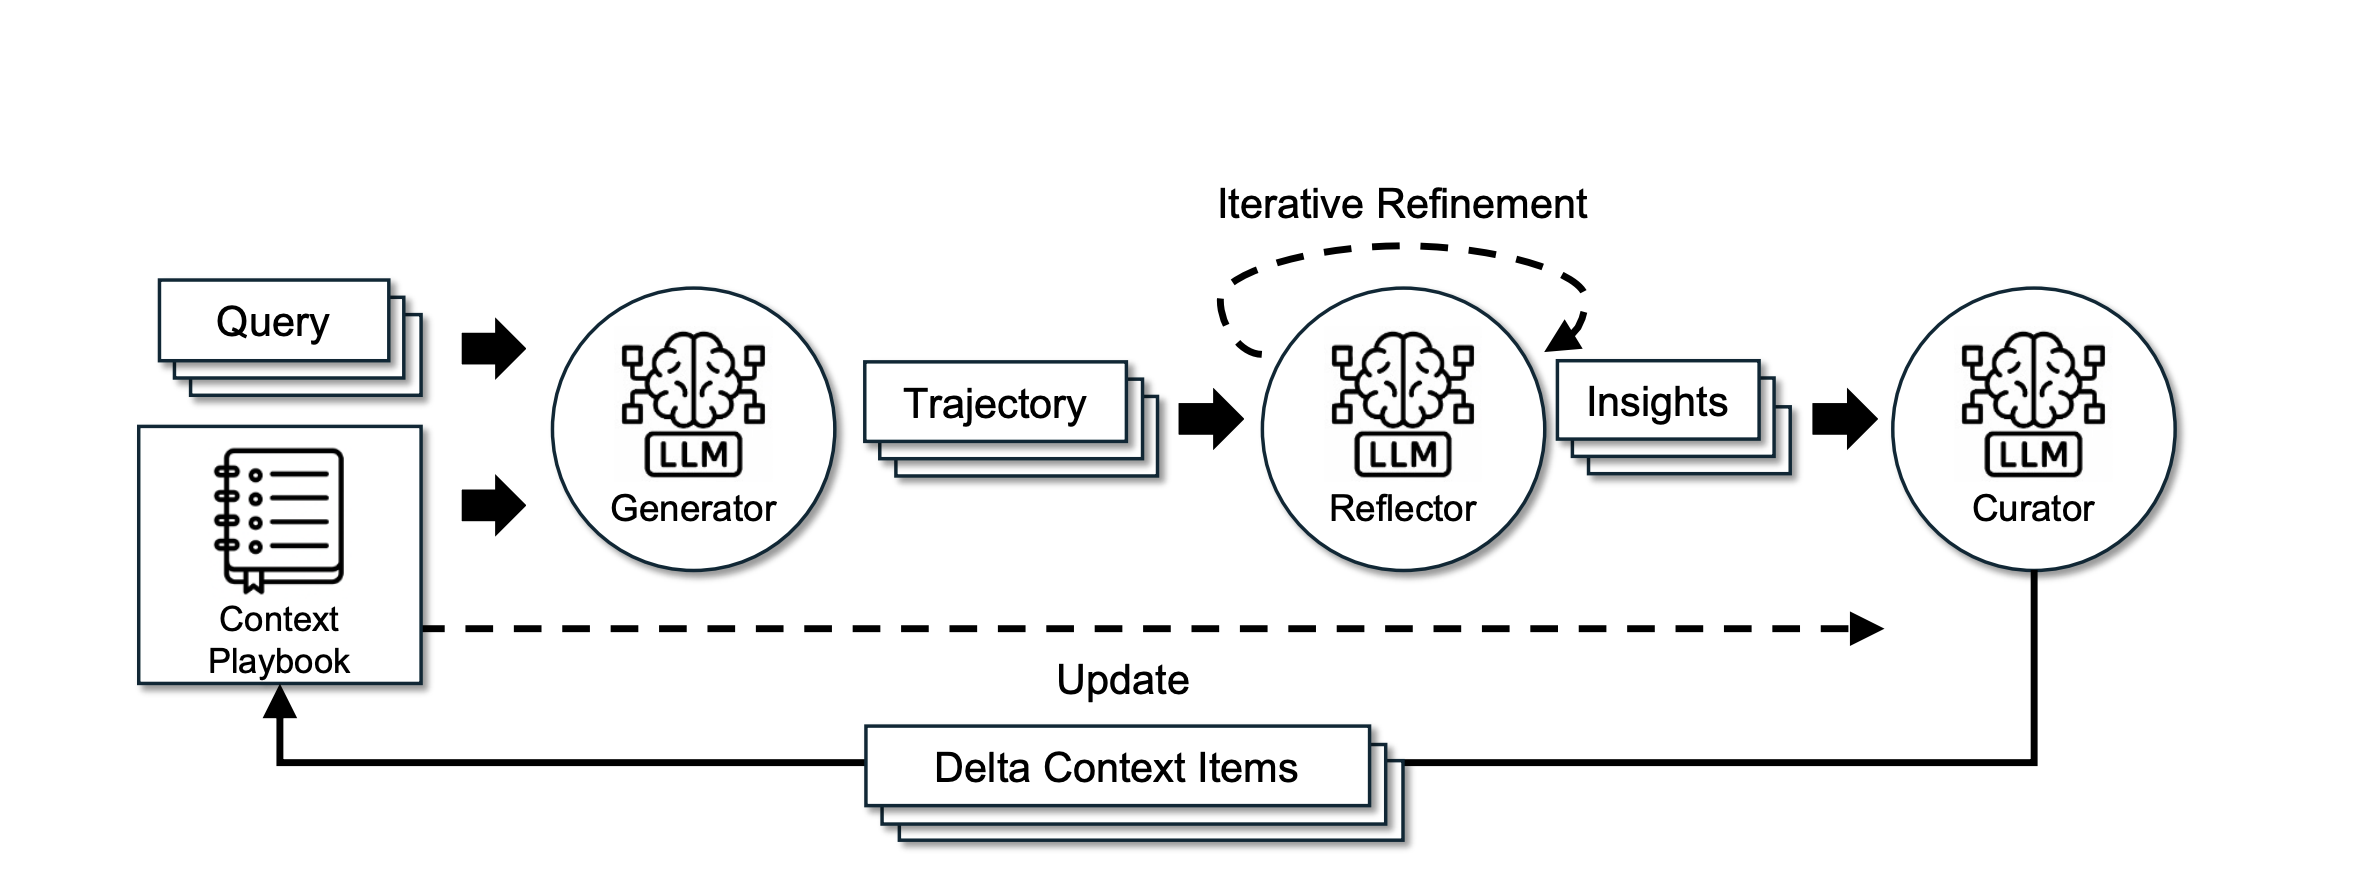 Iterative Refinement
Query
Trajectory
Insights
LLM
Generator
LLM
Reflector
LLM
Curator
Context
Playbook
Update
Delta Context Items